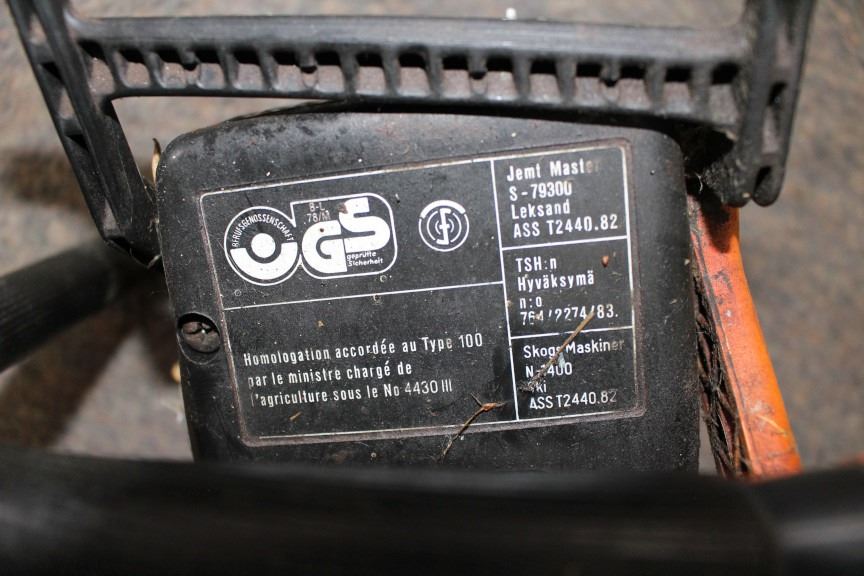 BERUFSGENOSSENSCHAFT
B-L
78/M
GS
geprüfte
Sicherheit
Jemt Master
S-79300
Leksand
ASS T2440.82
TSH:n
Hyväksymä
n:o
764/2274/83.
Homologation accordée au Type 100
par le ministre chargé de
l'agriculture sous le No 4430 III
Skogs Maskiner
ASS T2440.82